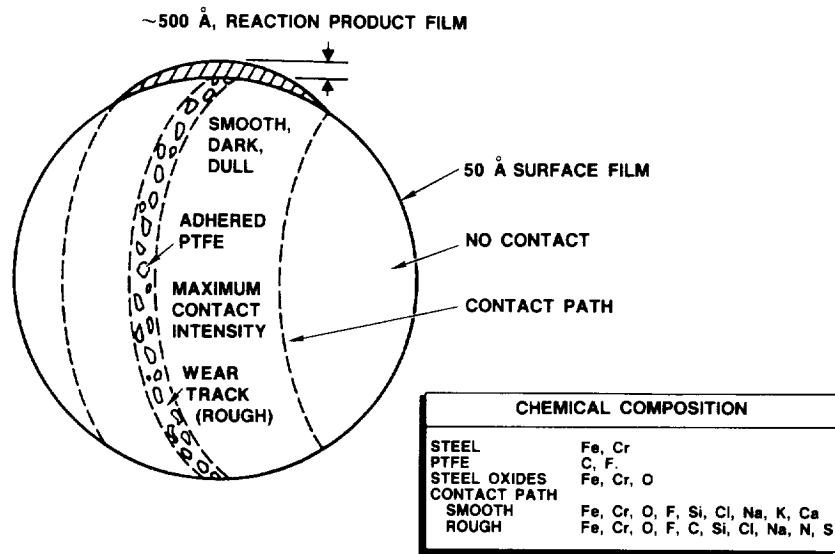 ~500 Å, REACTION PRODUCT FILM
SMOOTH,
DARK,
DULL
50 Å SURFACE FILM
ADHERED
PTFE
NO CONTACT
MAXIMUM
CONTACT
INTENSITY
CONTACT PATH
WEAR
TRACK
(ROUGH)
CHEMICAL COMPOSITION
STEEL Fe, Cr
PTFE C, F.
STEEL OXIDES Fe, Cr, O
CONTACT PATH
SMOOTH Fe, Cr, O, F, Si, Cl, Na, K, Ca
ROUGH Fe, Cr, O, F, C, Si, Cl, Na, N, S